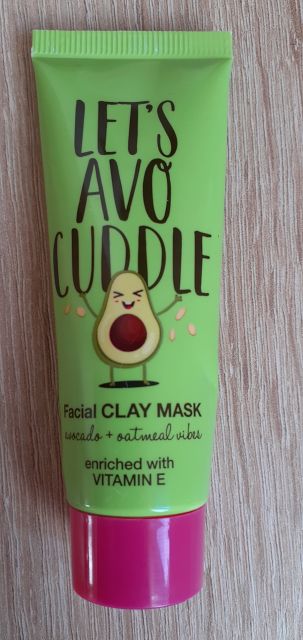 LET'S
AVO
CUDDLE
Facial CLAY MASK
avocado + oatmeal vibes
enriched with
VITAMIN E